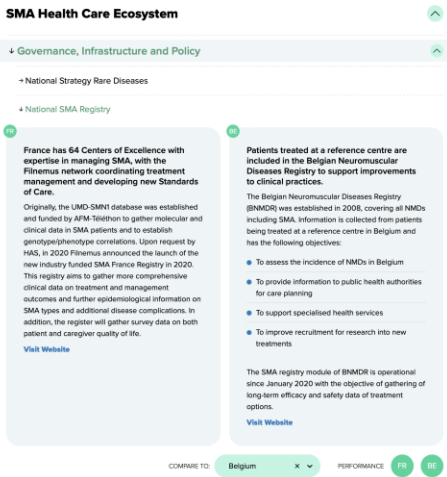 SMA Health Care Ecosystem
↓ Governance, Infrastructure and Policy
→ National Strategy Rare Diseases
↓ National SMA Registry
FR
France has 64 Centers of Excellence with
expertise in managing SMA, with the
Filnemus network coordinating treatment
management and developing new Standards
of Care.
Originally, the UMD-SMN1 database was established
and funded by AFM-Téléthon to gather molecular and
clinical data in SMA patients and to establish
genotype/phenotype correlations. Upon request by
HAS, in 2020 Filnemus announced the launch of the
new industry funded SMA France Registry in 2020.
This registry aims to gather more comprehensive
clinical data on treatment and management
outcomes and further epidemiological information on
SMA types and additional disease complications. In
addition, the register will gather survey data on both
patient and caregiver quality of life.
Visit Website
BE
Patients treated at a reference centre are
included in the Belgian Neuromuscular
Diseases Registry to support improvements
to clinical practices.
The Belgian Neuromuscular Diseases Registry
(BNMDR) was established in 2008, covering all NMDs
including SMA. Information is collected from patients
being treated at a reference centre in Belgium and
has the following objectives:
To assess the incidence of NMDs in Belgium
To provide information to public health authorities
for care planning
To support specialised health services
To improve recruitment for research into new
treatments
The SMA registry module of BNMDR is operational
since January 2020 with the objective of gathering of
long-term efficacy and safety data of treatment
options.
Visit Website
COMPARE TO: Belgium × PERFORMANCE FR BE